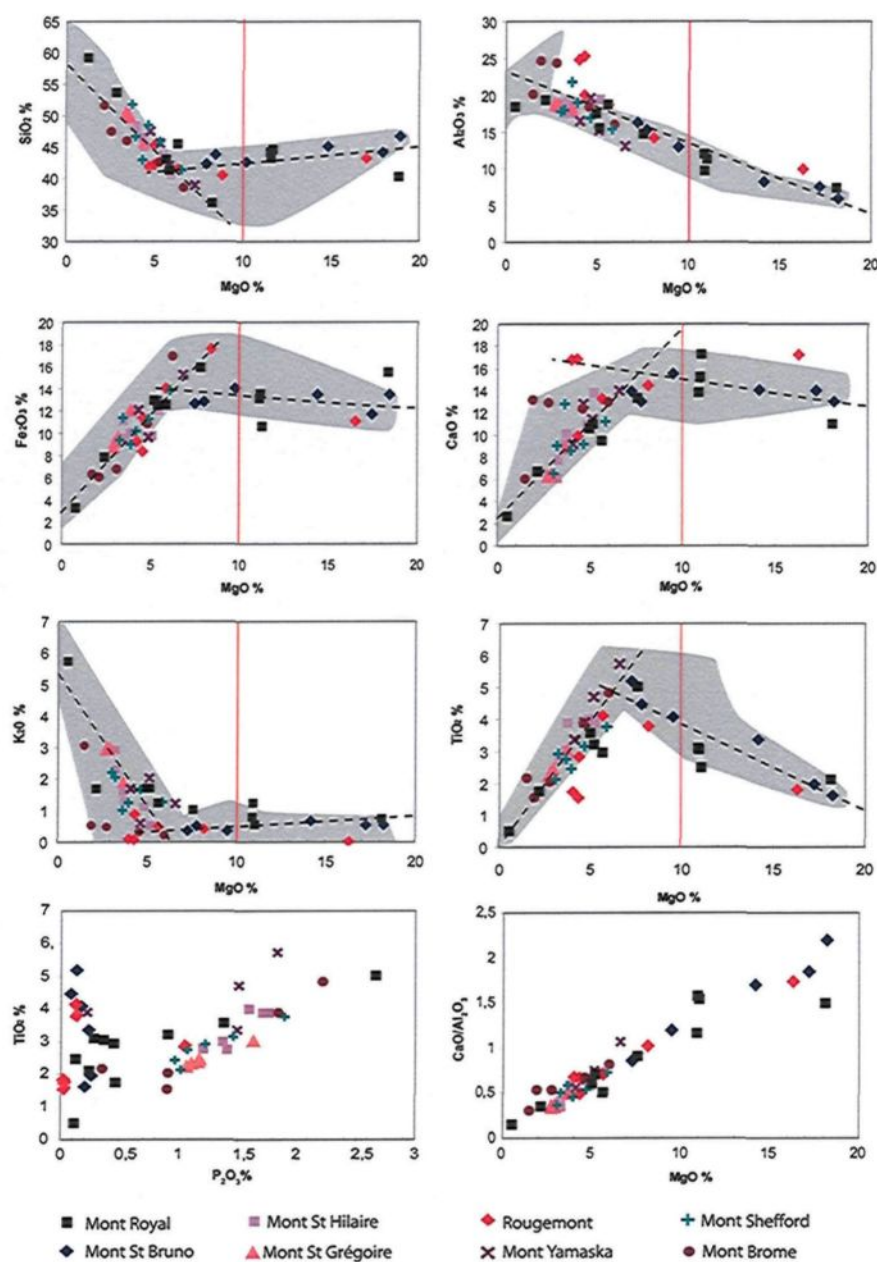 SiO₂ %
65
60
55
50
45
40
35
30
0 5 10 15 20
MgO %
Al₂O₃ %
30
25
20
15
10
5
0
0 5 10 15 20
MgO %
Fe₂O₃ %
20
18
16
14
12
10
8
6
4
2
0
0 5 10 15 20
MgO %
CaO %
20
18
16
14
12
10
8
6
4
2
0
0 5 10 15 20
MgO %
K₂O %
7
6
5
4
3
2
1
0
0 5 10 15 20
MgO %
TiO₂ %
7
6
5
4
3
2
1
0
0 5 10 15 20
MgO %
TiO₂ %
7
6,
5,
4,
3
2
1
0
0 0,5 1 1,5 2 2,5 3
P₂O₃%
CaO/Al₂O₃
2,5
2
1,5
1
0,5
0
0 5 10 15 20
MgO %
Mont Royal
Mont St Hilaire
Rougemont
Mont Shefford
Mont St Bruno
Mont St Grégoire
Mont Yamaska
Mont Brome